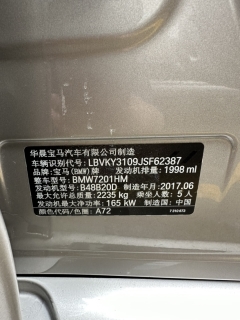 华晨宝马汽车有限公司制造
车辆识别代号: LBVKY3109JSF62387
品牌: 宝马(BMW)牌 发动机排量: 1998 ml
整车型号: BMW7201HM
发动机型号: B48B20D 制造年月: 2017.06
最大允许总质量: 2235 kg 乘坐人数: 5人
发动机最大净功率: 165 kW 制造国: 中国
颜色/色号: A72